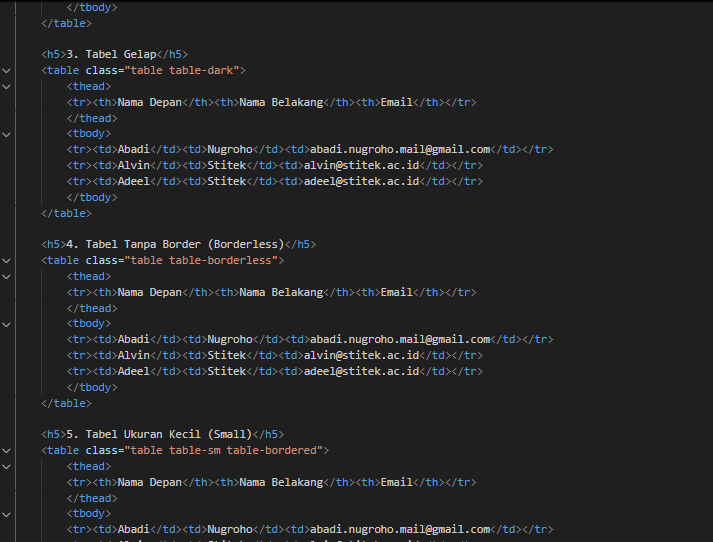 </tbody>
</table>
<h5>3. Tabel Gelap</h5>
<table class="table table-dark">
<thead>
<tr><th>Nama Depan</th><th>Nama Belakang</th><th>Email</th></tr>
</thead>
<tbody>
<tr><td>Abadi</td><td>Nugroho</td><td>abadi.nugroho.mail@gmail.com</td></tr>
<tr><td>Alvin</td><td>Stitek</td><td>alvin@stitek.ac.id</td></tr>
<tr><td>Adeel</td><td>Stitek</td><td>adeel@stitek.ac.id</td></tr>
</tbody>
</table>
<h5>4. Tabel Tanpa Border (Borderless)</h5>
<table class="table table-borderless">
<thead>
<tr><th>Nama Depan</th><th>Nama Belakang</th><th>Email</th></tr>
</thead>
<tbody>
<tr><td>Abadi</td><td>Nugroho</td><td>abadi.nugroho.mail@gmail.com</td></tr>
<tr><td>Alvin</td><td>Stitek</td><td>alvin@stitek.ac.id</td></tr>
<tr><td>Adeel</td><td>Stitek</td><td>adeel@stitek.ac.id</td></tr>
</tbody>
</table>
<h5>5. Tabel Ukuran Kecil (Small)</h5>
<table class="table table-sm table-bordered">
<thead>
<tr><th>Nama Depan</th><th>Nama Belakang</th><th>Email</th></tr>
</thead>
<tbody>
<tr><td>Abadi</td><td>Nugroho</td><td>abadi.nugroho.mail@gmail.com</td></tr>